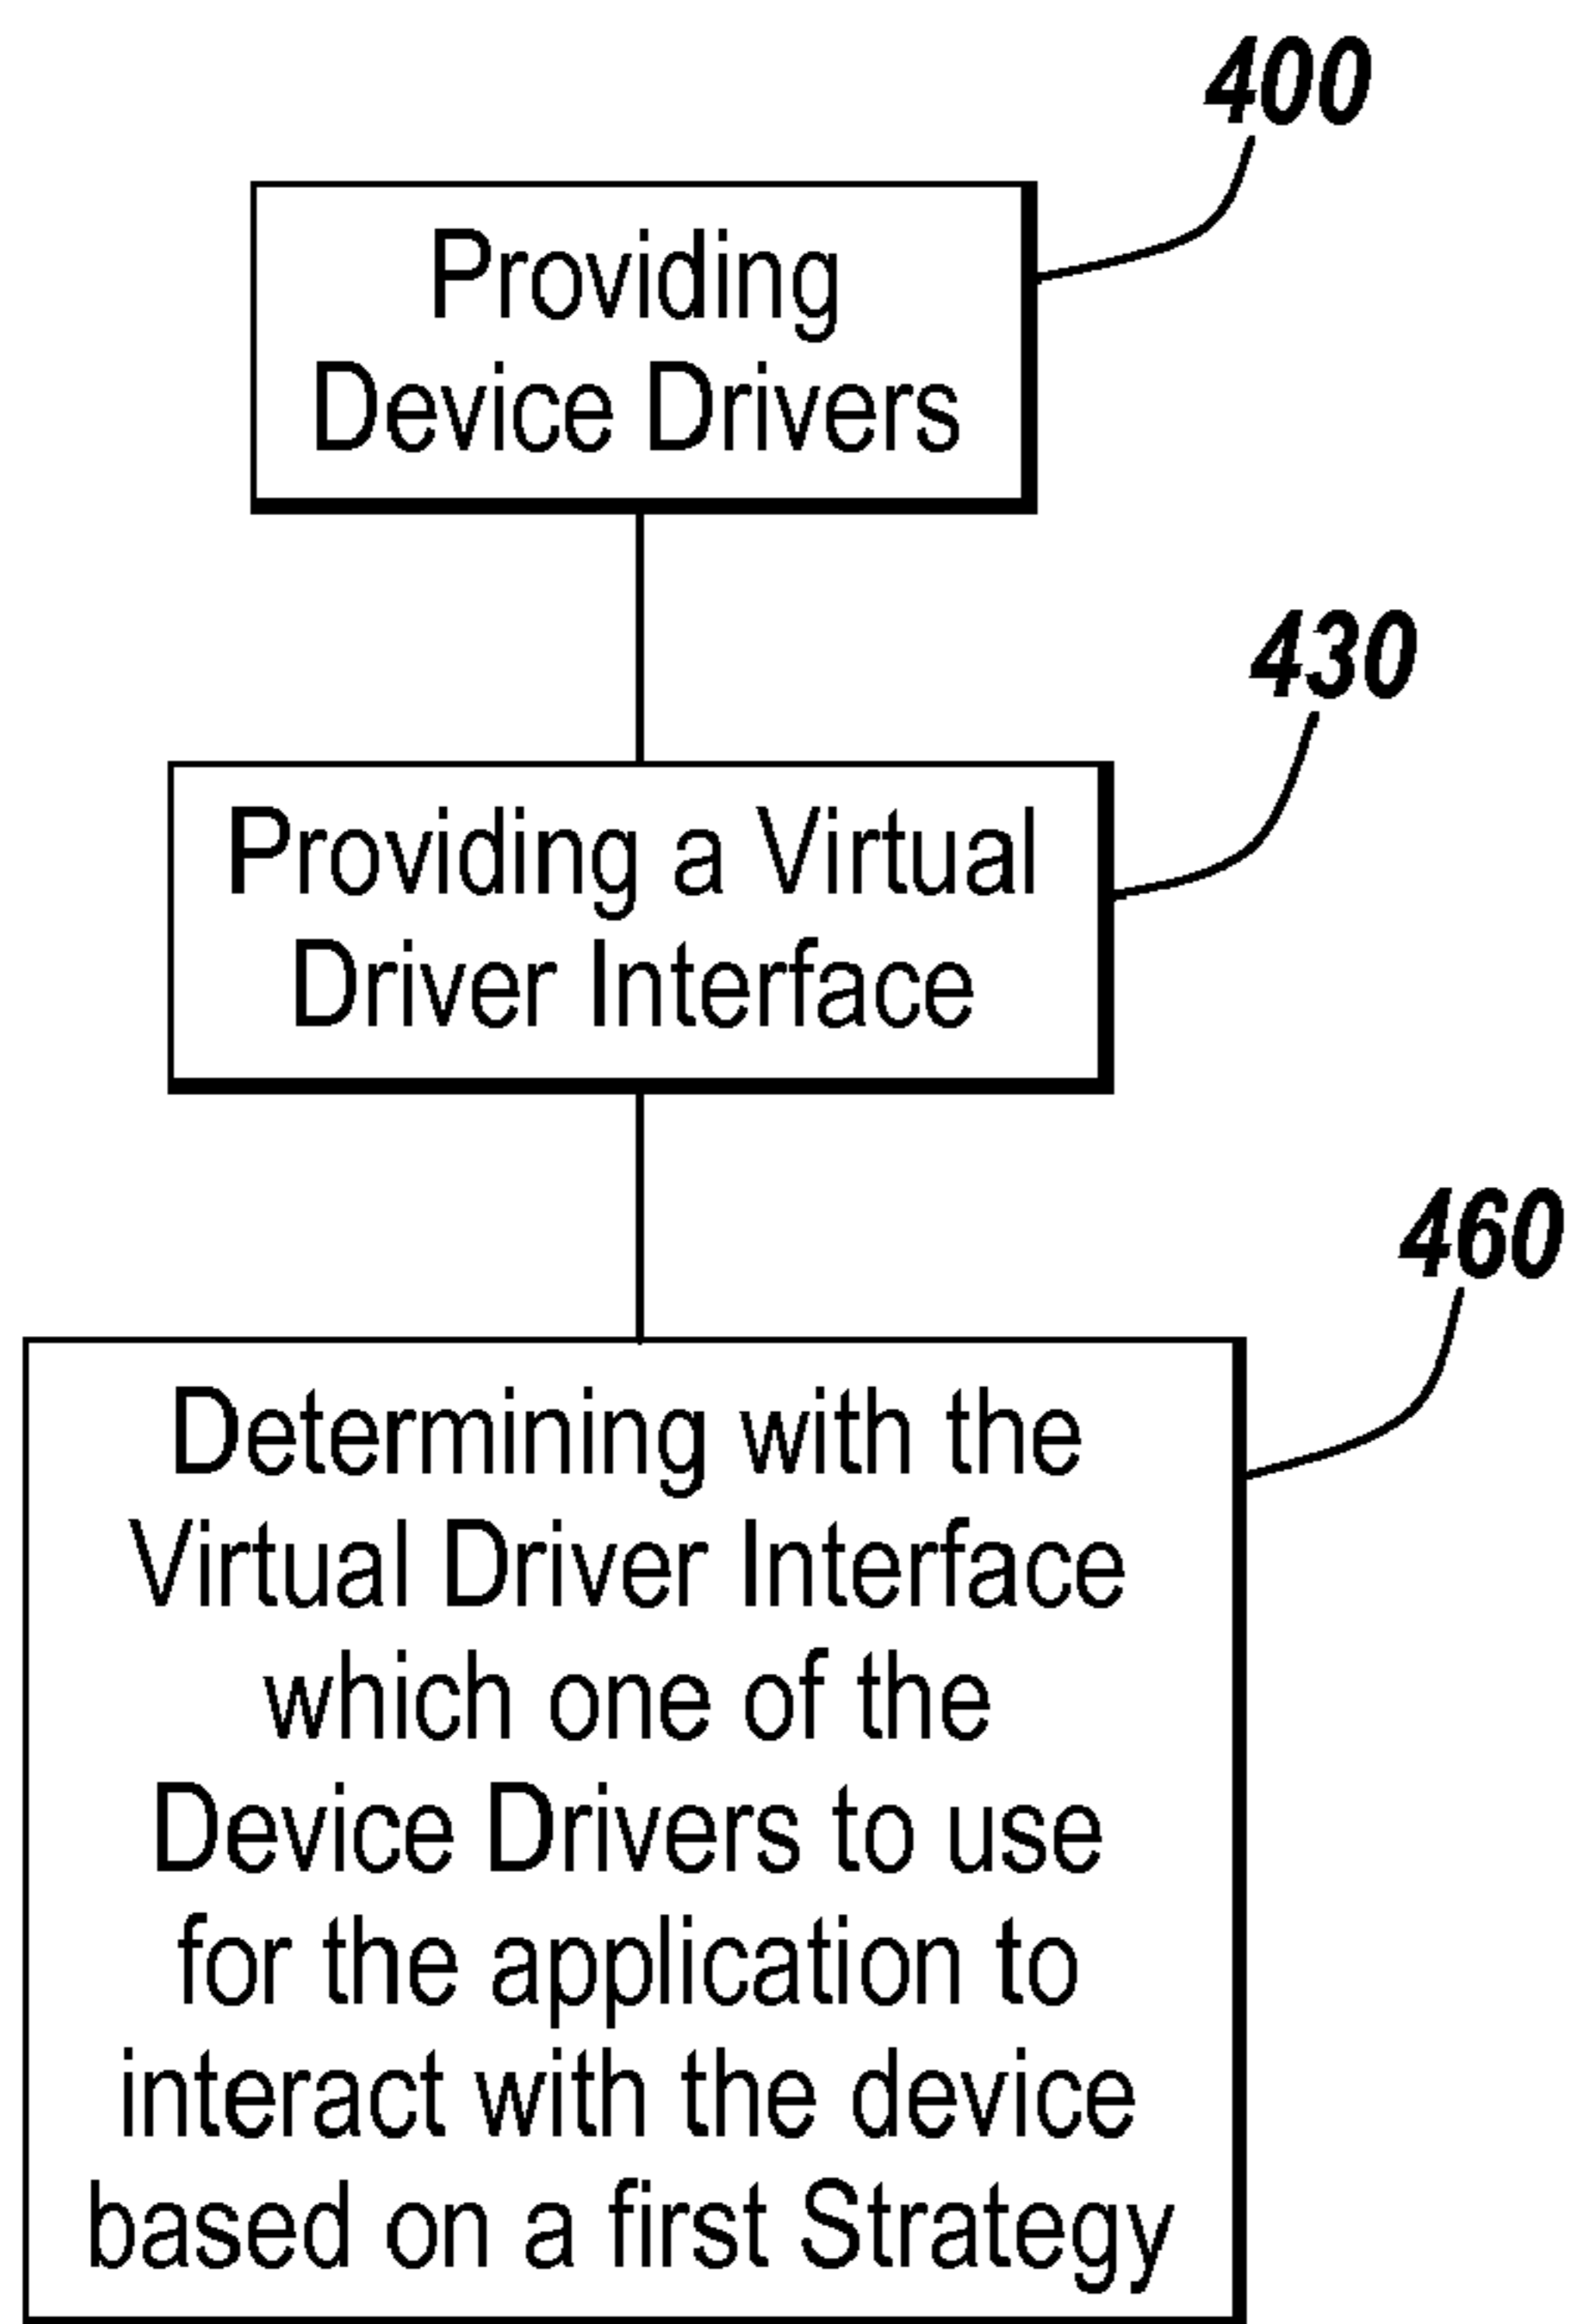 400
Providing
Device Drivers
430
Providing a Virtual
Driver Interface
460
Determining with the
Virtual Driver Interface
which one of the
Device Drivers to use
for the application to
interact with the device
based on a first Strategy